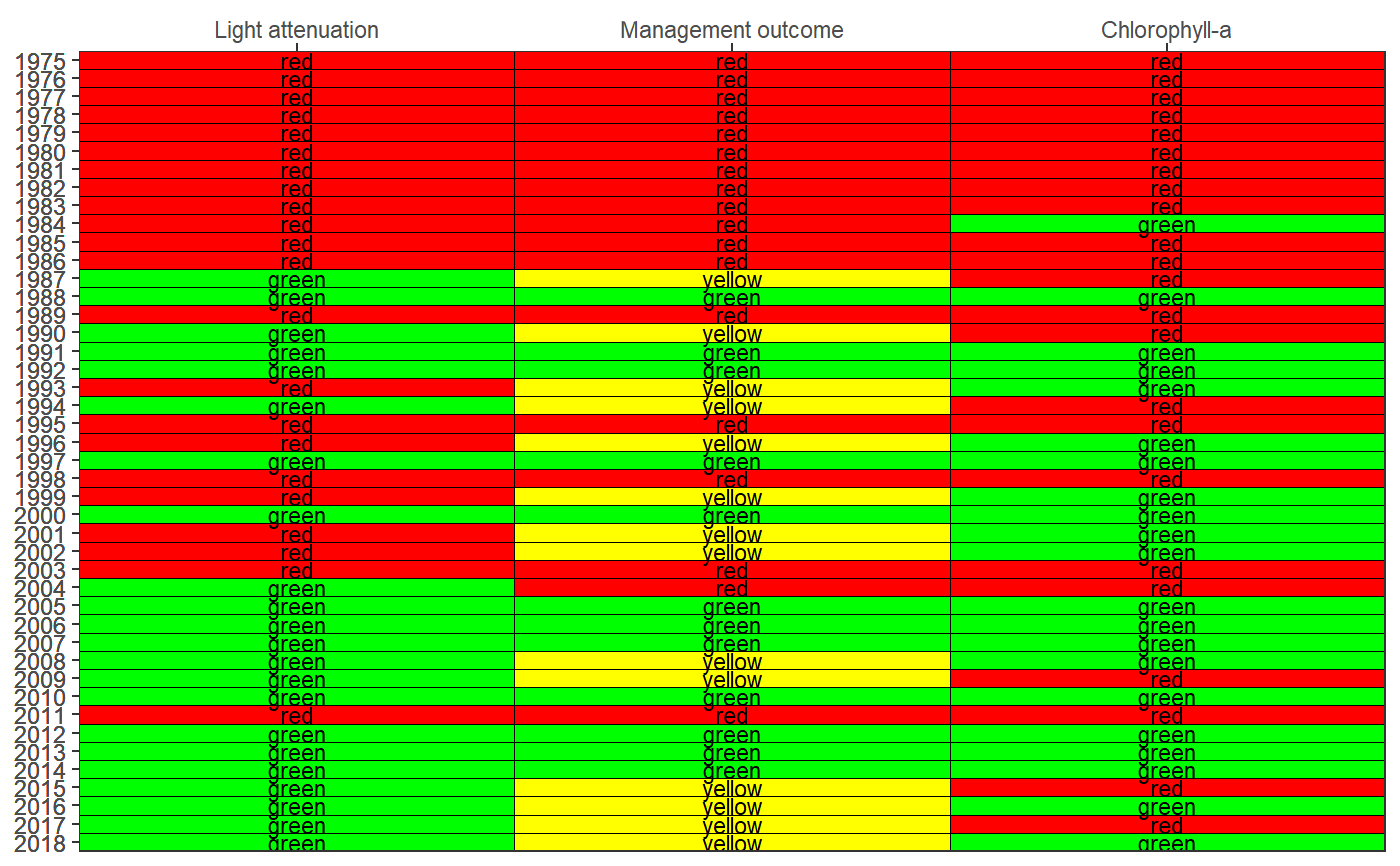 Light attenuation Management outcome Chlorophyll-a
1975 red red red
1976 red red red
1977 red red red
1978 red red red
1979 red red red
1980 red red red
1981 red red red
1982 red red red
1983 red red red
1984 red red green
1985 red red red
1986 red red red
1987 green yellow red
1988 green green green
1989 red red red
1990 green yellow red
1991 green green green
1992 green green green
1993 red yellow green
1994 green yellow red
1995 red red red
1996 red yellow green
1997 green green green
1998 red red red
1999 red yellow green
2000 green green green
2001 red yellow green
2002 red yellow green
2003 red red red
2004 green red red
2005 green green green
2006 green green green
2007 green green green
2008 green yellow green
2009 green yellow red
2010 green green green
2011 red red red
2012 green green green
2013 green green green
2014 green green green
2015 green yellow red
2016 green yellow green
2017 green yellow red
2018 green yellow green